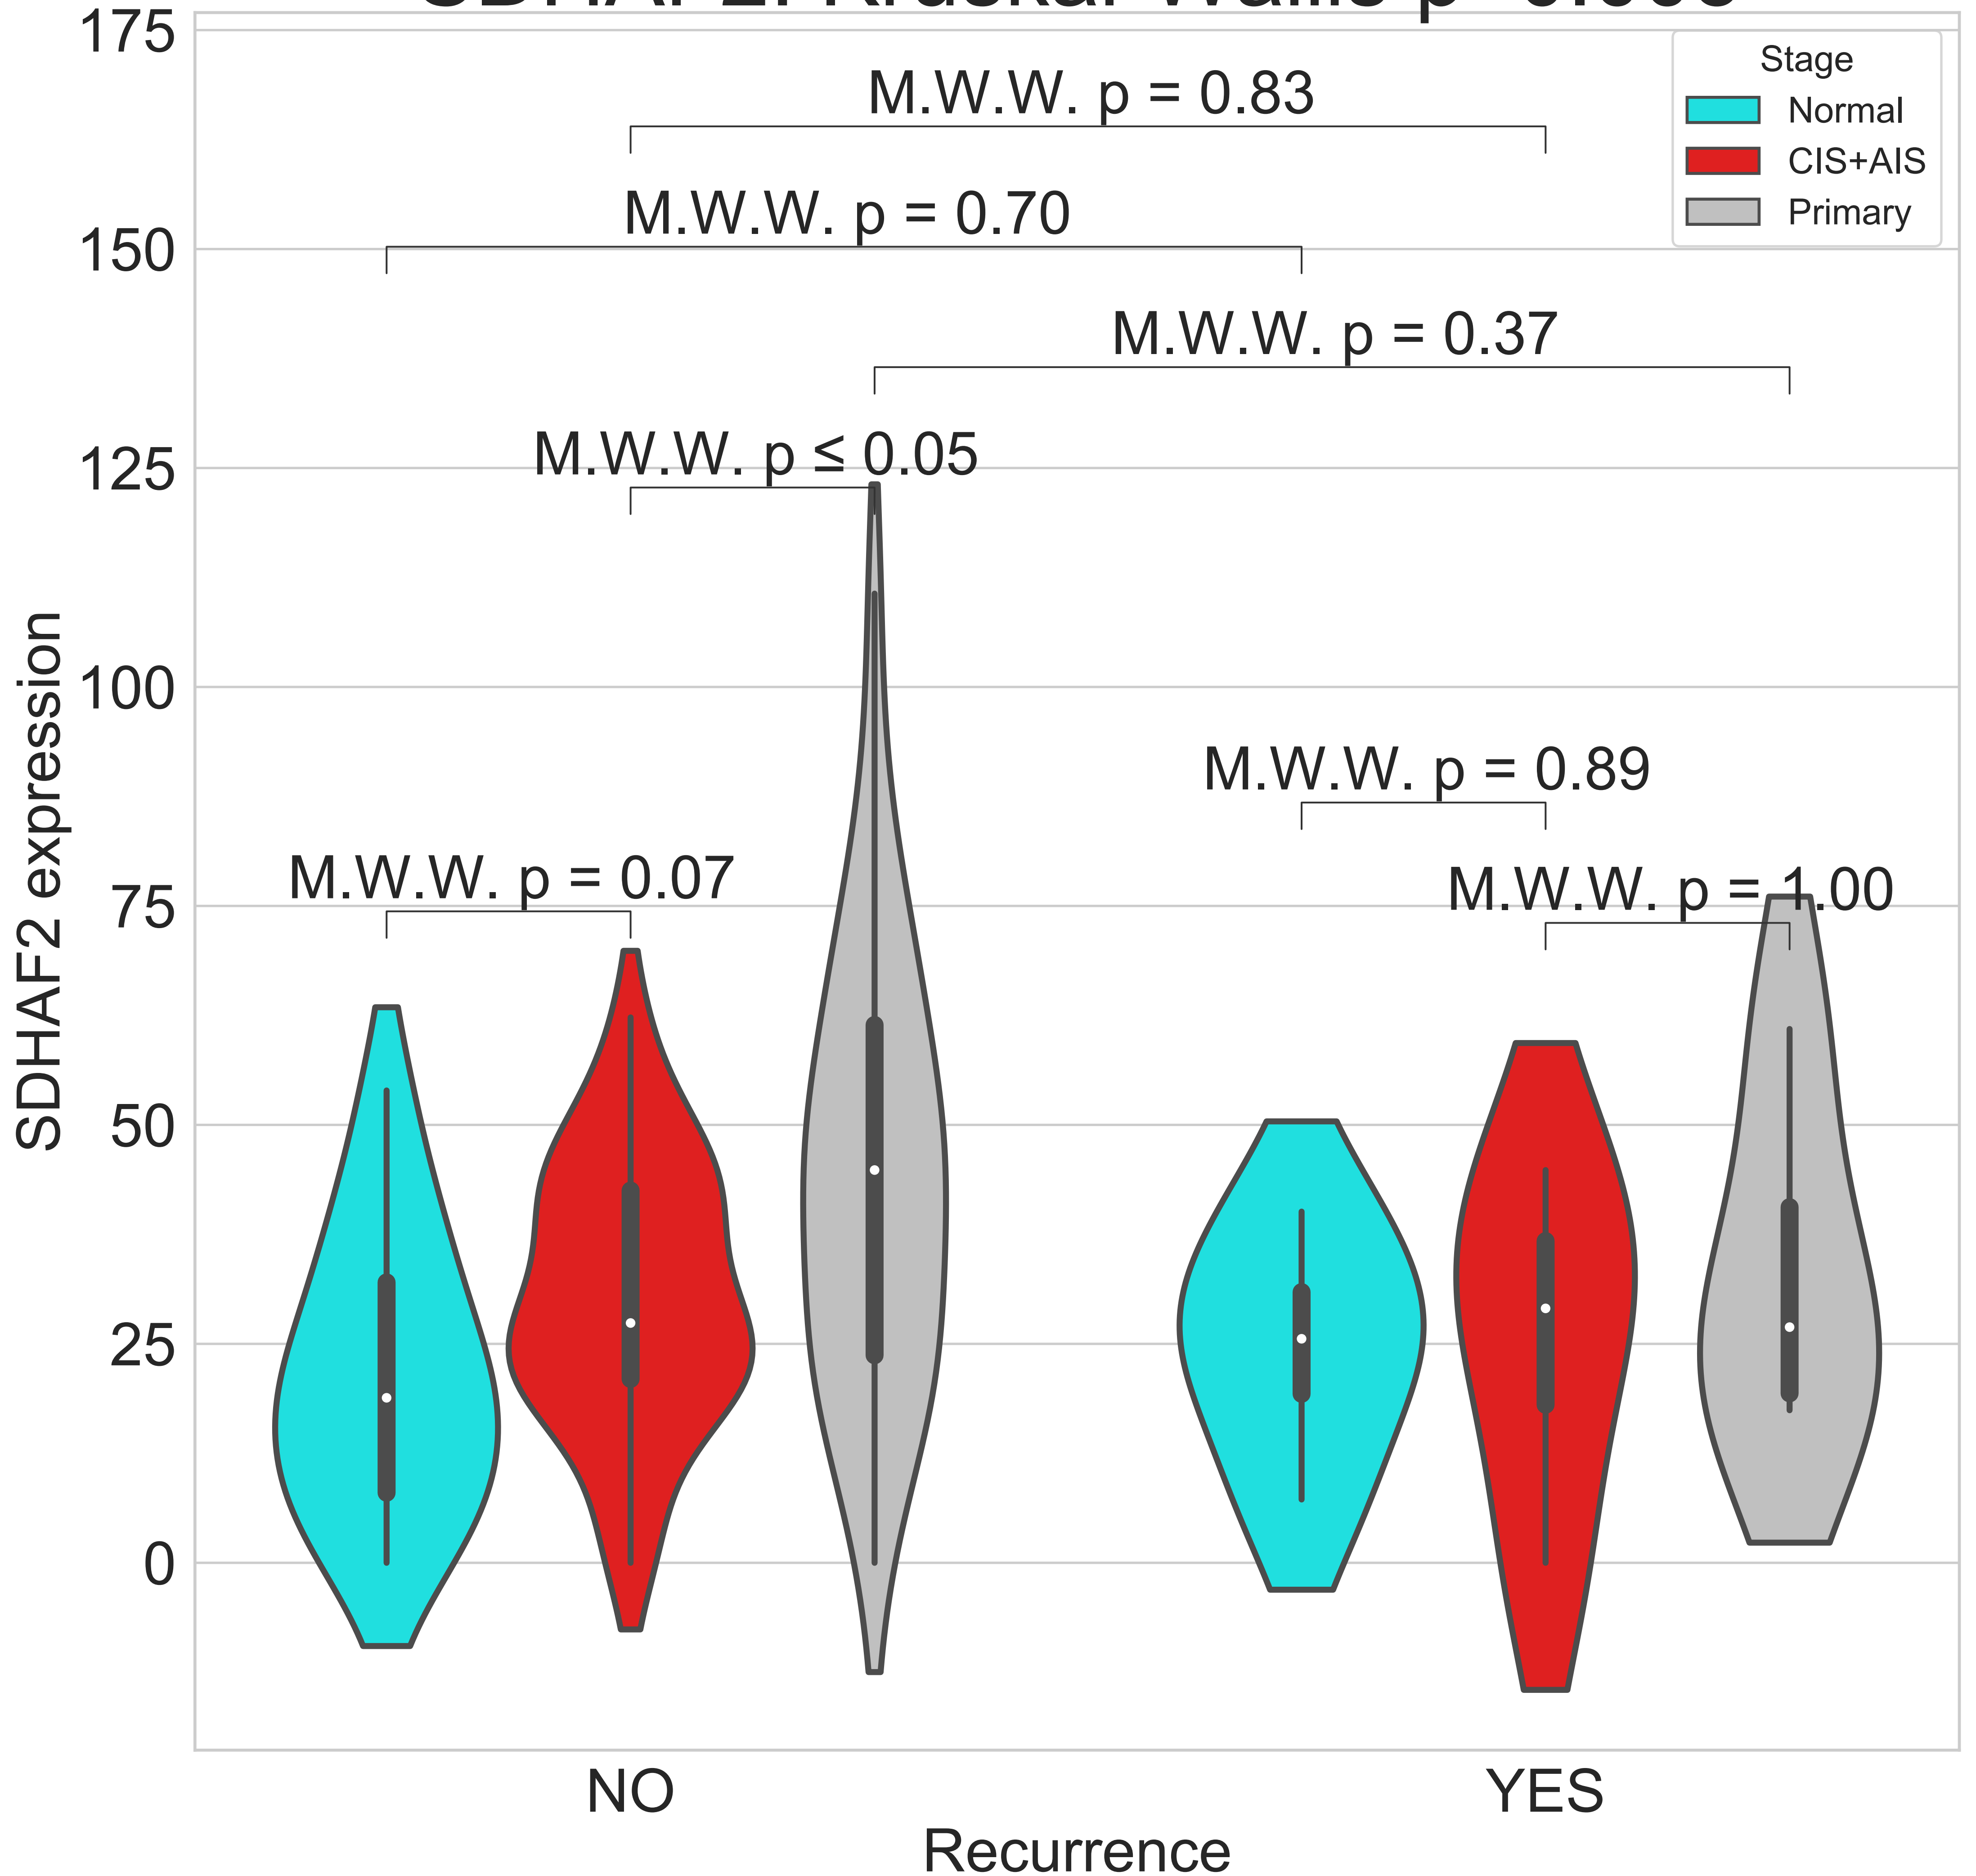 175
150
125
100
75
50
25
0
SDHAF2 expression
M.W.W. p = 0.83
M.W.W. p = 0.70
M.W.W. p = 0.37
M.W.W. p ≤ 0.05
M.W.W. p = 0.89
M.W.W. p = 0.07
M.W.W. p = 1.00
Stage
Normal
CIS+AIS
Primary
NO
YES
Recurrence